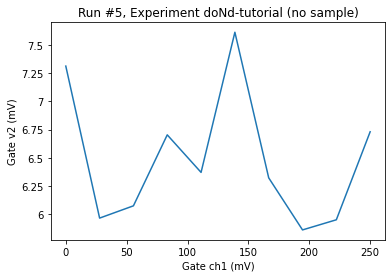 Run #5, Experiment doNd-tutorial (no sample)
Gate v2 (mV)
7.5
7.25
7
6.75
6.5
6.25
6
0 50 100 150 200 250
Gate ch1 (mV)